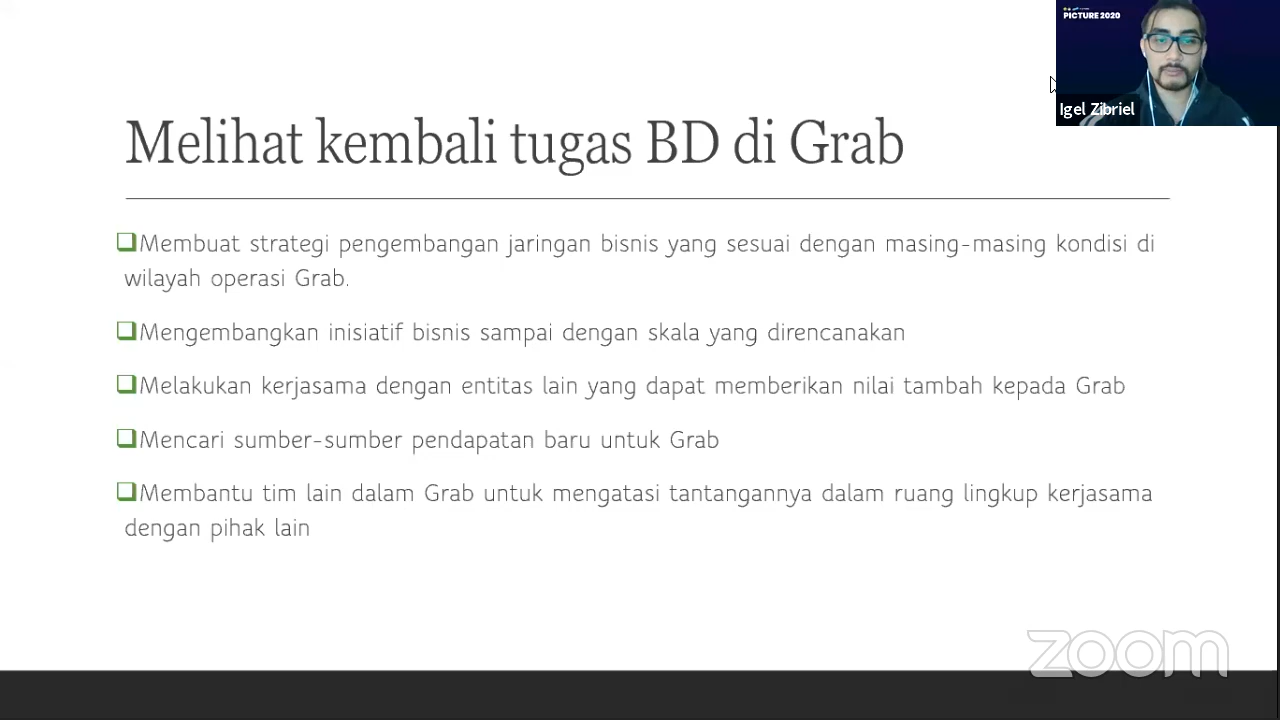 PICTURE 2020
Igel Zibriel
Melihat kembali tugas BD di Grab
Membuat strategi pengembangan jaringan bisnis yang sesuai dengan masing-masing kondisi di
wilayah operasi Grab.
Mengembangkan inisiatif bisnis sampai dengan skala yang direncanakan
Melakukan kerjasama dengan entitas lain yang dapat memberikan nilai tambah kepada Grab
Mencari sumber-sumber pendapatan baru untuk Grab
Membantu tim lain dalam Grab untuk mengatasi tantangannya dalam ruang lingkup kerjasama
dengan pihak lain
zoom